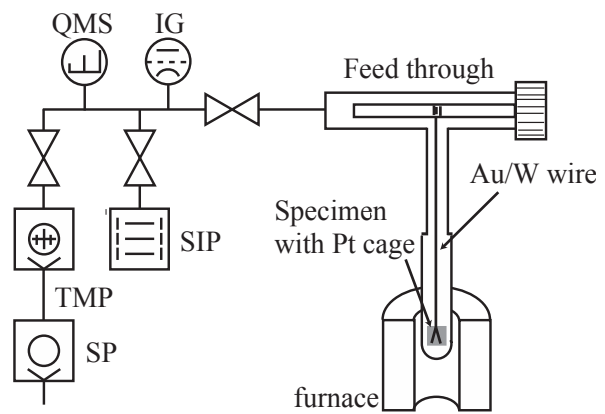 QMS
IG
Feed through
Au/W wire
Specimen
with Pt cage
SIP
TMP
SP
furnace